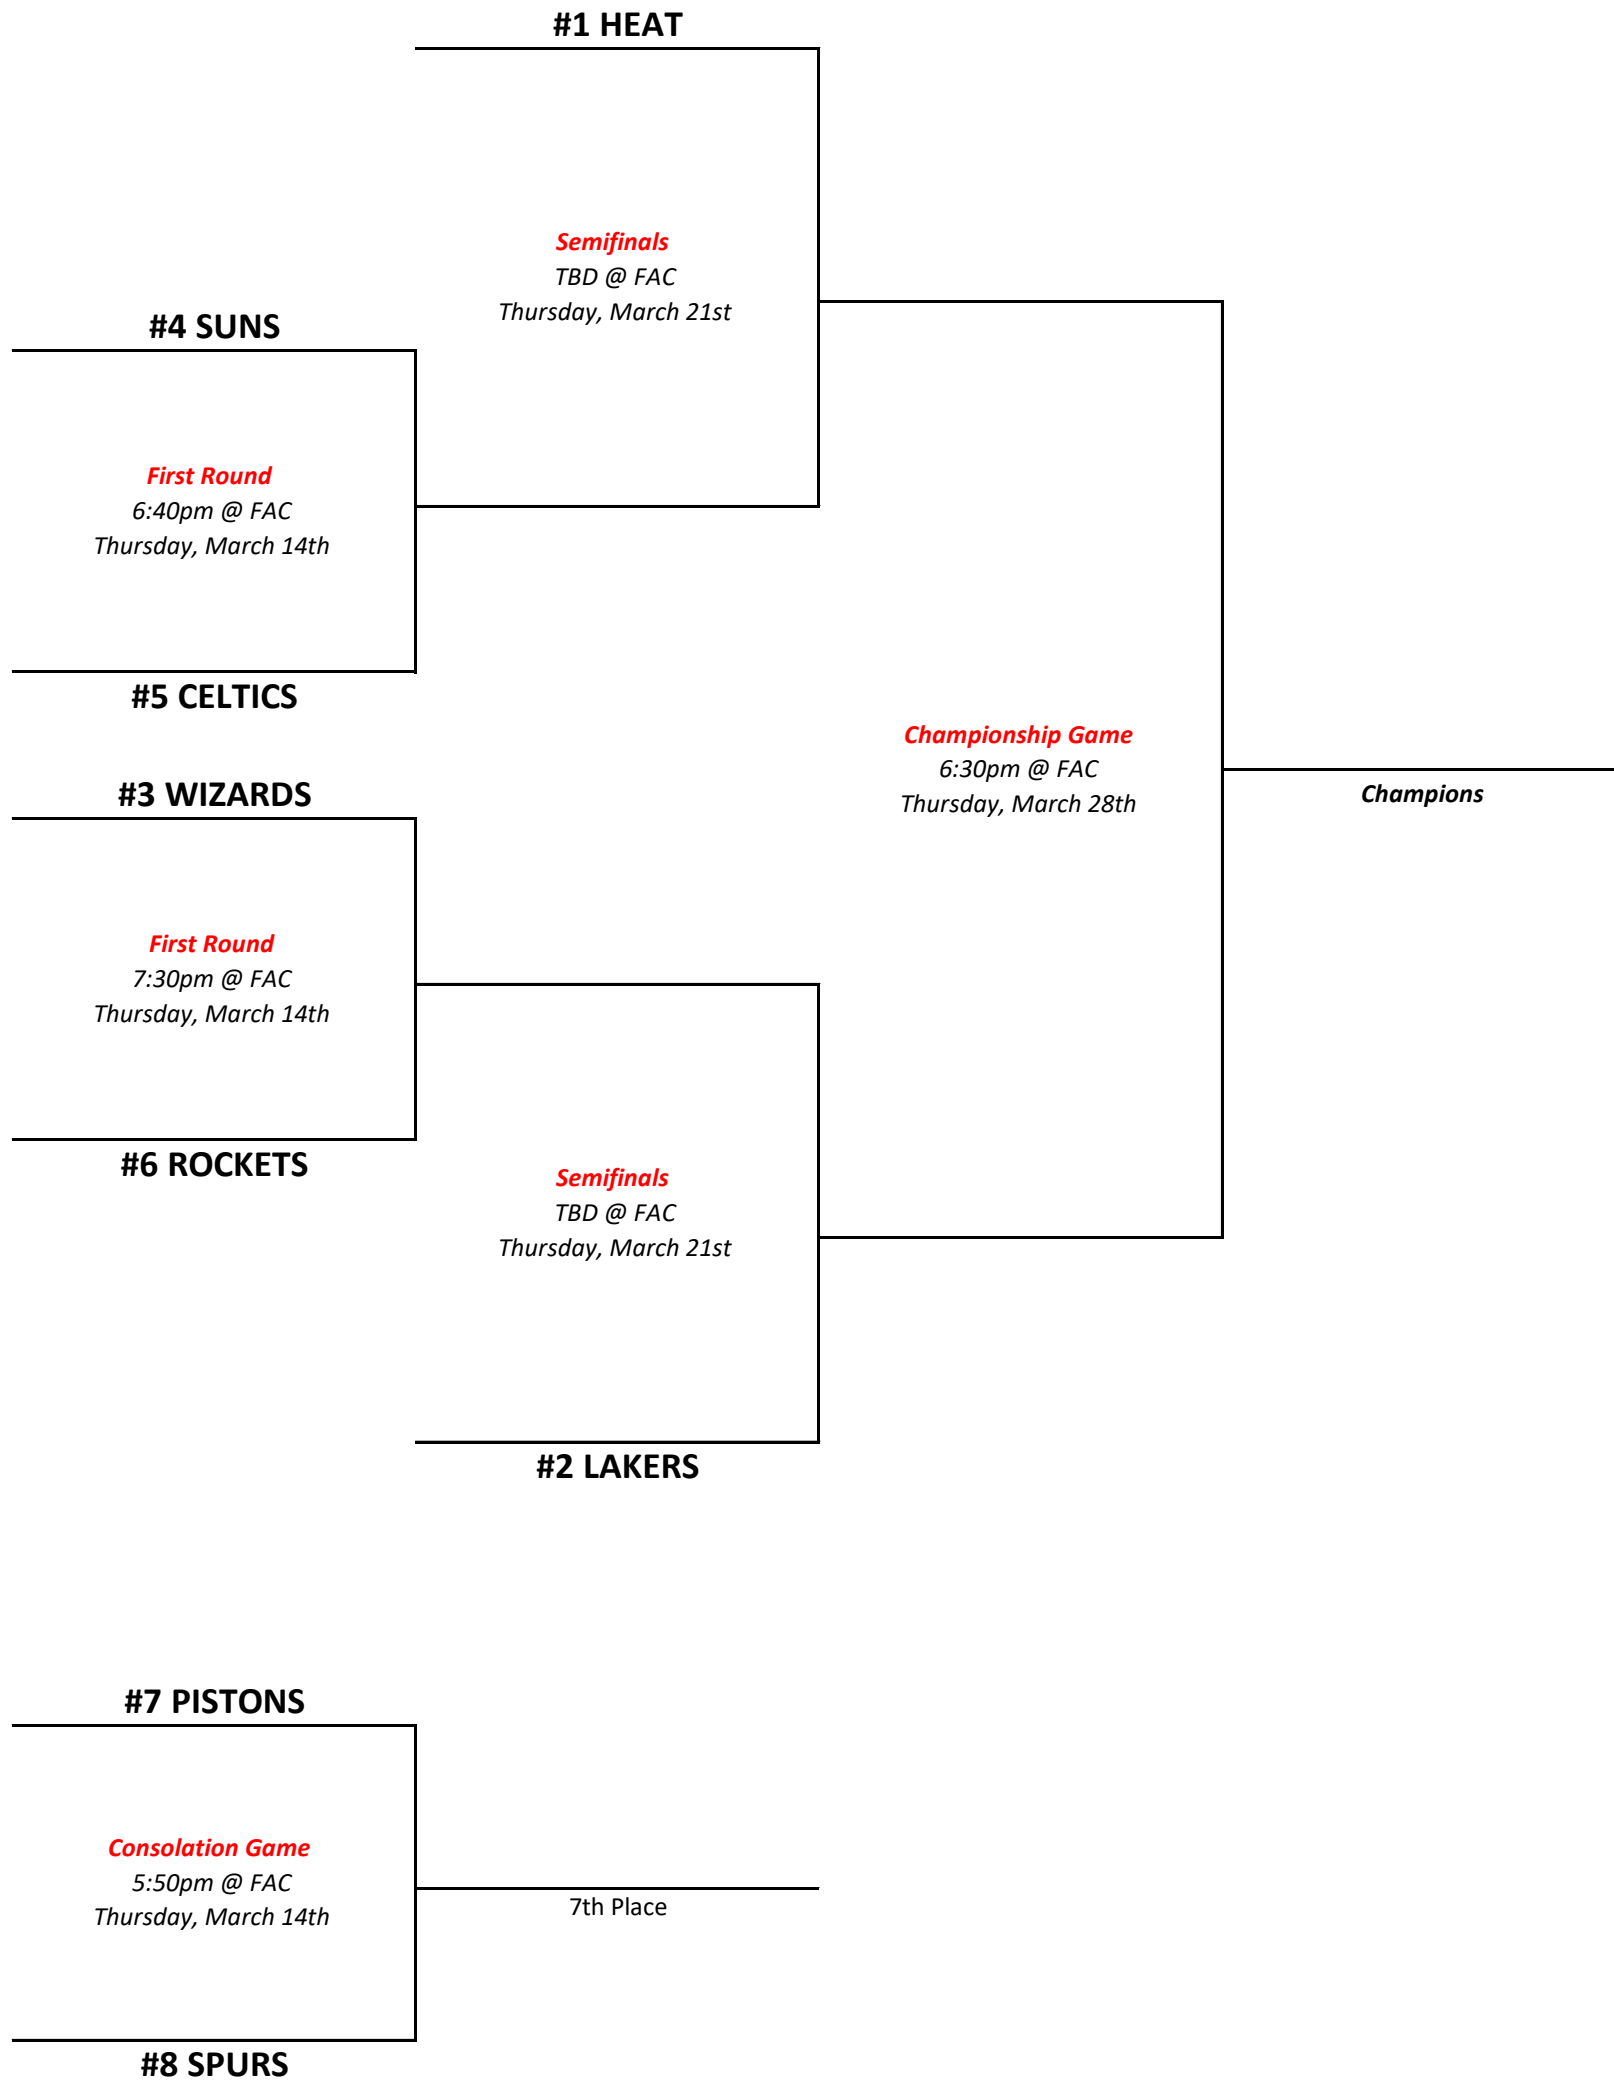 #1 HEAT
Semifinals
TBD @ FAC
Thursday, March 21st
#4 SUNS
First Round
6:40pm @ FAC
Thursday, March 14th
#5 CELTICS
Championship Game
6:30pm @ FAC
Thursday, March 28th
Champions
#3 WIZARDS
First Round
7:30pm @ FAC
Thursday, March 14th
#6 ROCKETS
Semifinals
TBD @ FAC
Thursday, March 21st
#2 LAKERS
#7 PISTONS
Consolation Game
5:50pm @ FAC
Thursday, March 14th
7th Place
#8 SPURS